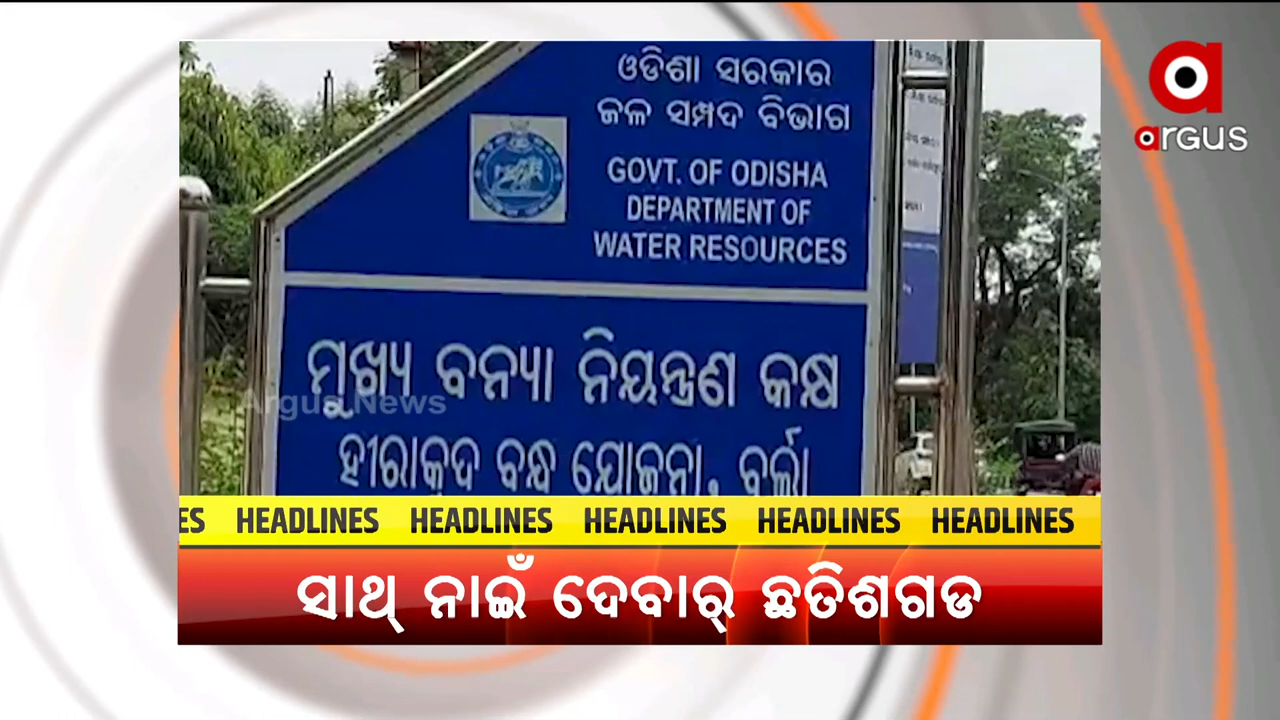 ଓଡିଶା ସରକାର
ଜଳ ସମ୍ପଦ ବିଭାଗ
GOVT. OF ODISHA
DEPARTMENT OF
WATER RESOURCES
ମୁଖ୍ୟ ବନ୍ୟା ନିୟନ୍ତ୍ରଣ କକ୍ଷ
ହୀରାକୁଦ ବନ୍ଧ ଯୋଜନା, ବୁର୍ଲା
argus
Argus News
ES HEADLINES HEADLINES HEADLINES HEADLINES HEADLINES
ସାଥ୍ ନାଇଁ ଦେବାର୍ ଛତିଶଗଡ